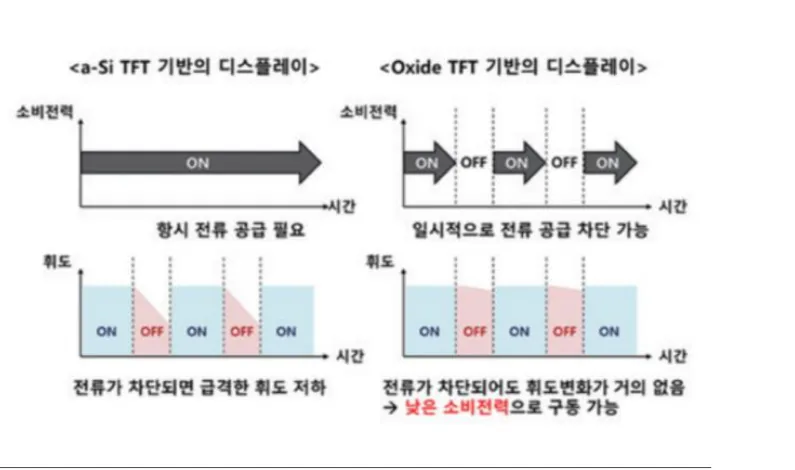 <a-Si TFT 기반의 디스플레이>
소비전력
ON
시간
항시 전류 공급 필요
휘도
ON
OFF
ON
OFF
ON
시간
전류가 차단되면 급격한 휘도 저하
<Oxide TFT 기반의 디스플레이>
소비전력
ON
OFF
ON
OFF
ON
시간
일시적으로 전류 공급 차단 가능
휘도
ON
OFF
ON
OFF
ON
시간
전류가 차단되어도 휘도변화가 거의 없음
→ 낮은 소비전력으로 구동 가능